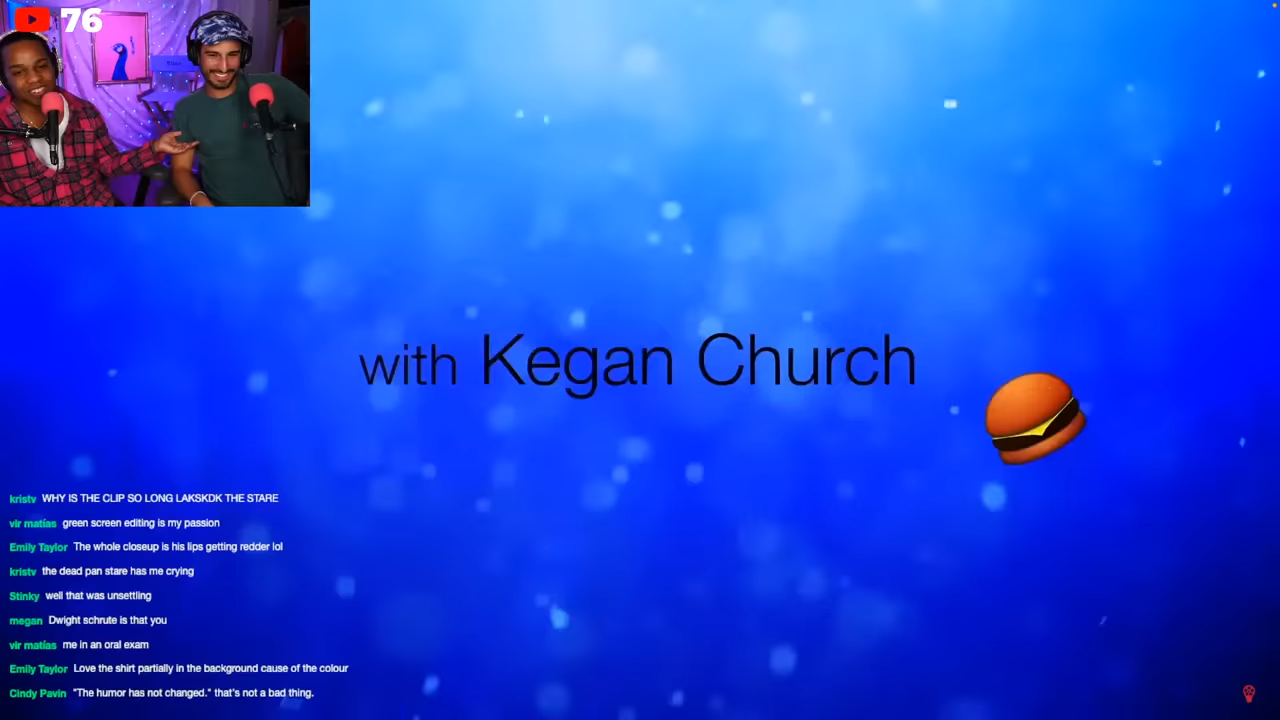 76
with Kegan Church
kristv WHY IS THE CLIP SO LONG LAKSKDK THE STARE
vir matías green screen editing is my passion
Emily Taylor The whole closeup is his lips getting redder lol
kristv the dead pan stare has me crying
Stinky well that was unsettling
megan Dwight schrute is that you
vir matías me in an oral exam
Emily Taylor Love the shirt partially in the background cause of the colour
Cindy Pavin "The humor has not changed." that's not a bad thing.